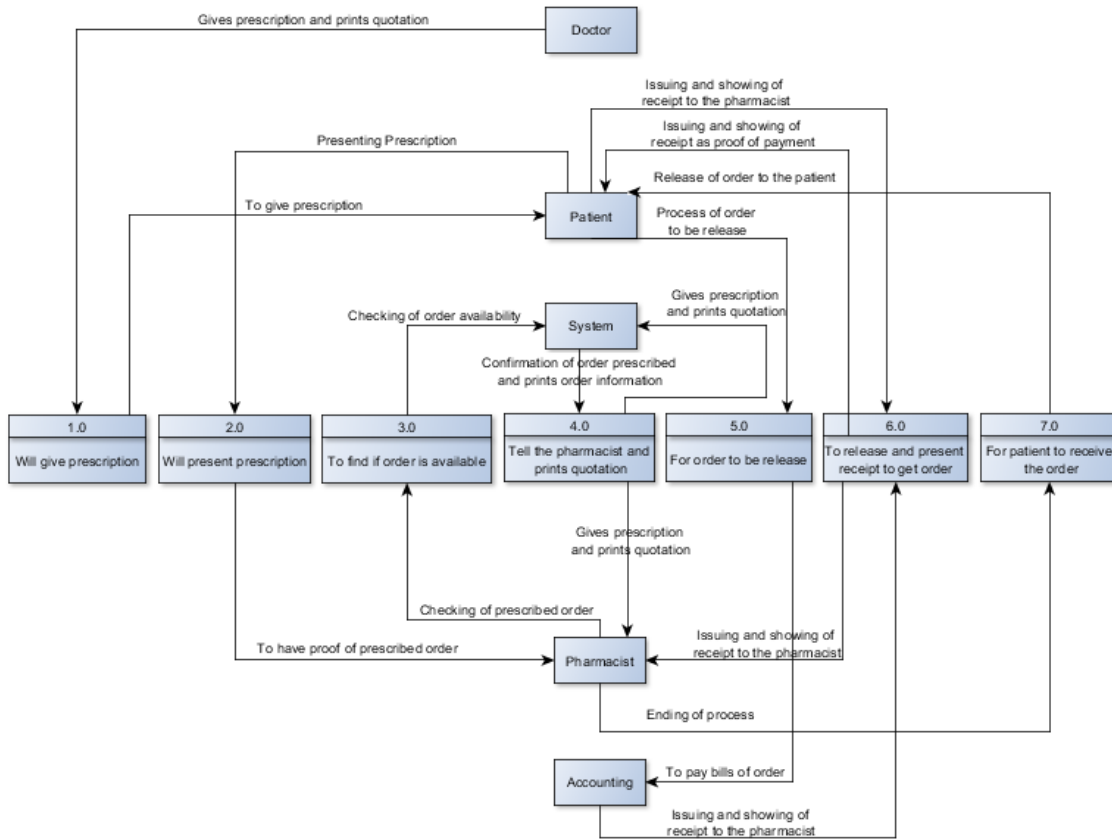 Gives prescription and prints quotation
Doctor
Issuing and showing of
receipt to the pharmacist
Issuing and showing of
receipt as proof of payment
Presenting Prescription
Release of order to the patient
To give prescription
Patient
Process of order
to be release
Gives prescription
and prints quotation
Checking of order availability
System
Confirmation of order prescribed
and prints order information
1.0
Will give prescription
2.0
Will present prescription
3.0
To find if order is available
4.0
Tell the pharmacist and
prints quotation
5.0
For order to be release
6.0
To release and present
receipt to get order
7.0
For patient to receive
the order
Gives prescription
and prints quotation
Checking of prescribed order
To have proof of prescribed order
Pharmacist
Issuing and showing of
receipt to the pharmacist
Ending of process
Accounting
To pay bills of order
Issuing and showing of
receipt to the pharmacist